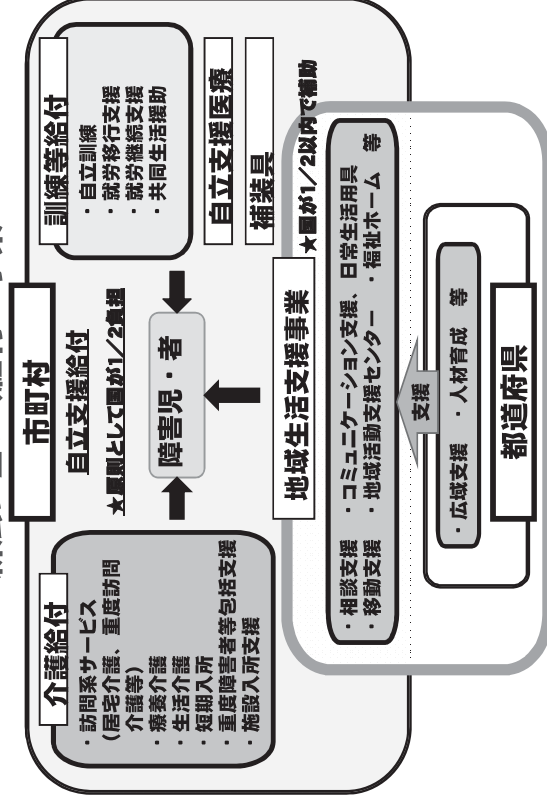 市町村
介護給付
・訪問系サービス
（居宅介護、重度訪問
介護等）
・療養介護
・生活介護
・短期入所
・重度障害者等包括支援
・施設入所支援
自立支援給付
★原則として国が1／2負担
障害児・者
訓練等給付
・自立訓練
・就労移行支援
・就労継続支援
・共同生活援助
自立支援医療
補装具
地域生活支援事業
★国が1／2以内で補助
・相談支援　・コミュニケーション支援、日常生活用具
・移動支援　・地域活動支援センター　・福祉ホーム　等
支援
・広域支援　・人材育成　等
都道府県